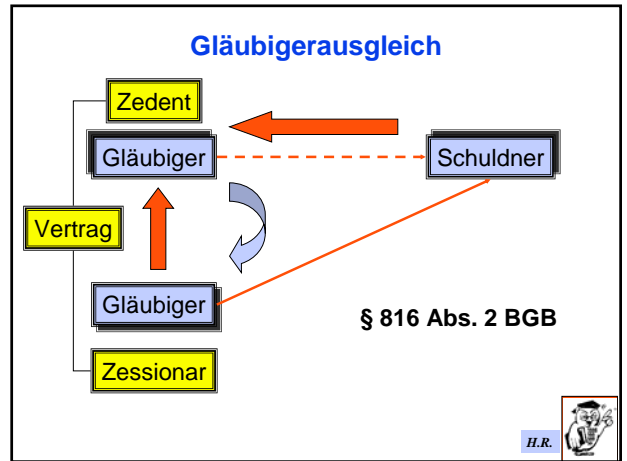 Gläubigerausgleich
Zedent
Gläubiger
Schuldner
Vertrag
Gläubiger
§ 816 Abs. 2 BGB
Zessionar
H.R.